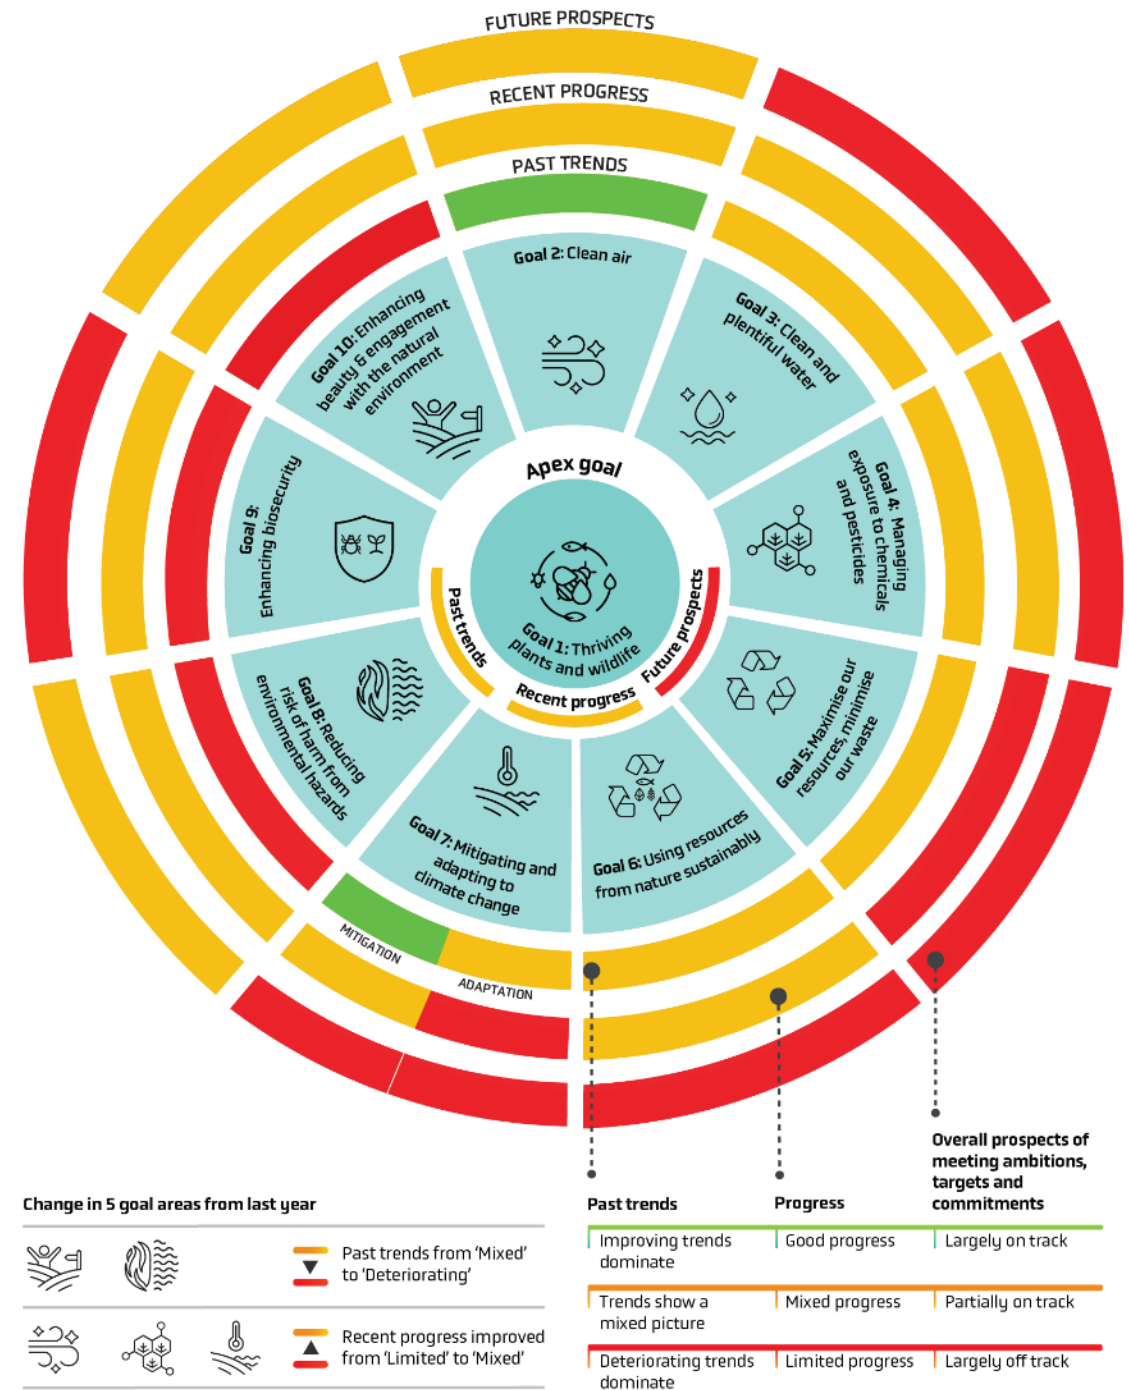 FUTURE PROSPECTS
RECENT PROGRESS
PAST TRENDS
Goal 2: Clean air
Goal 3: Clean and
plentiful water
Goal 4: Managing
exposure to chemicals
and pesticides
Goal 5: Maximise our
resources, minimise
our waste
Goal 6: Using resources
from nature sustainably
Goal 7: Mitigating and
adapting to
climate change
MITIGATION
ADAPTATION
Goal 8: Reducing
risk of harm from
environmental hazards
Goal 9:
Enhancing biosecurity
Goal 10: Enhancing
beauty & engagement
with the natural
environment
Apex goal
Goal 1: Thriving
plants and wildlife
Past trends
Recent progress
Future prospects
Change in 5 goal areas from last year
Past trends from ‘Mixed’
to ‘Deteriorating’
Recent progress improved
from ‘Limited’ to ‘Mixed’
Past trends
Progress
Overall prospects of
meeting ambitions,
targets and
commitments
Improving trends
dominate
Good progress
Largely on track
Trends show a
mixed picture
Mixed progress
Partially on track
Deteriorating trends
dominate
Limited progress
Largely off track